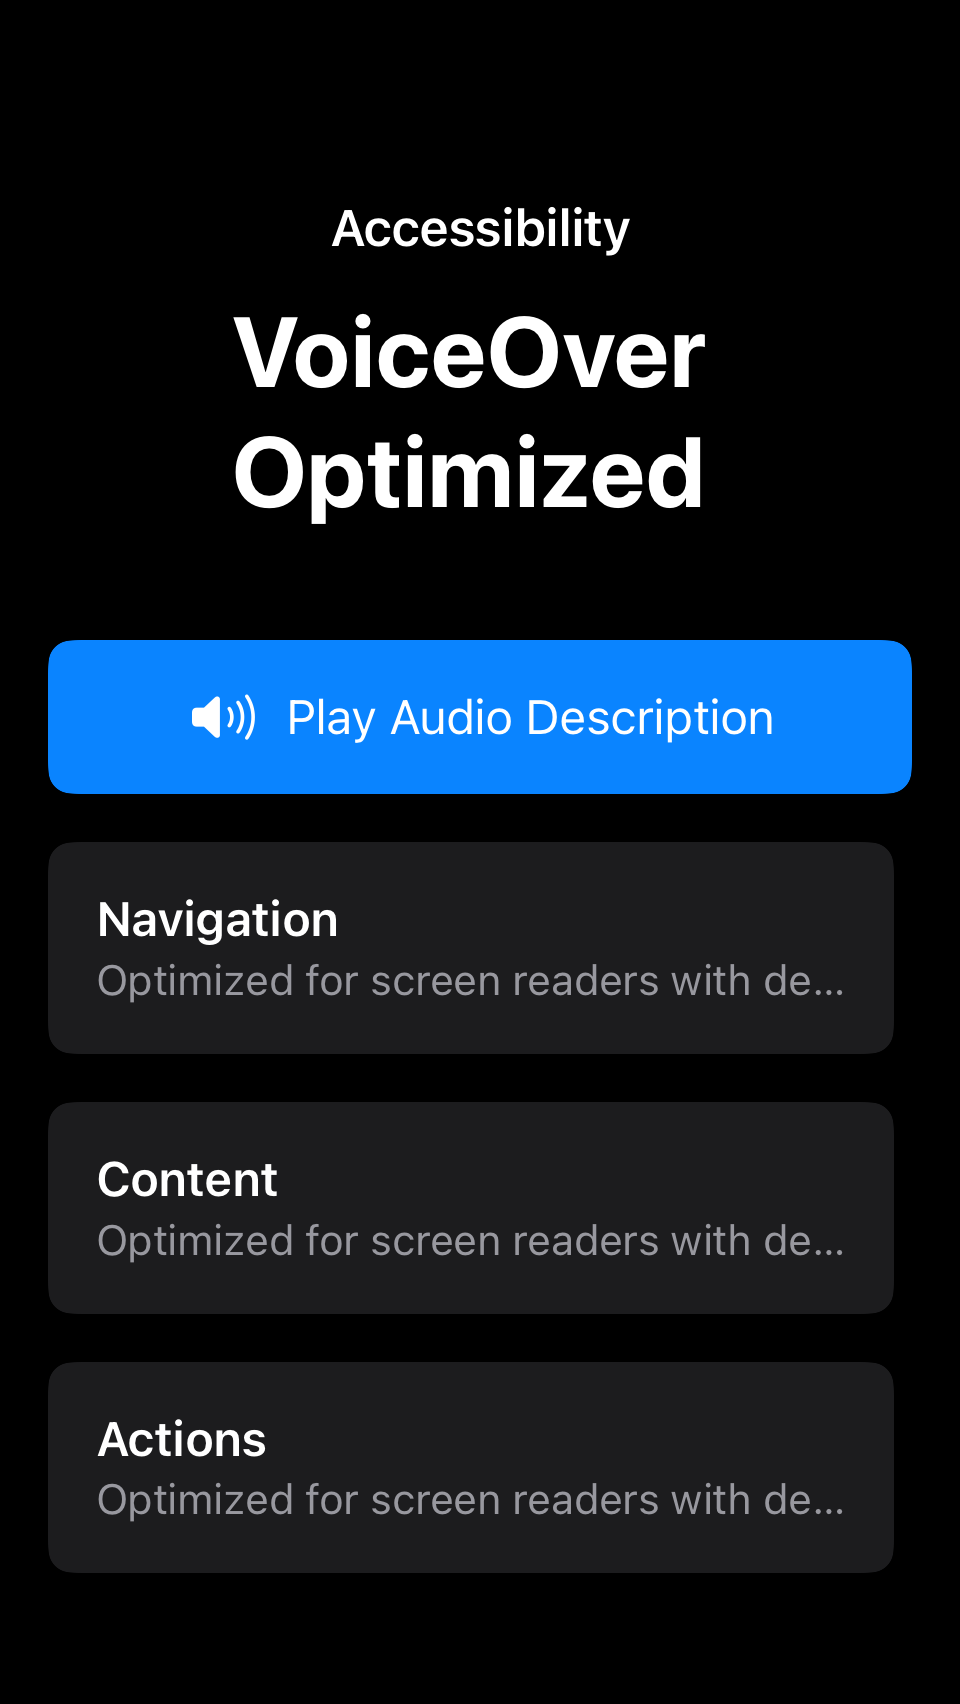 Accessibility
VoiceOver
Optimized
Play Audio Description
Navigation
Optimized for screen readers with de...
Content
Optimized for screen readers with de...
Actions
Optimized for screen readers with de...